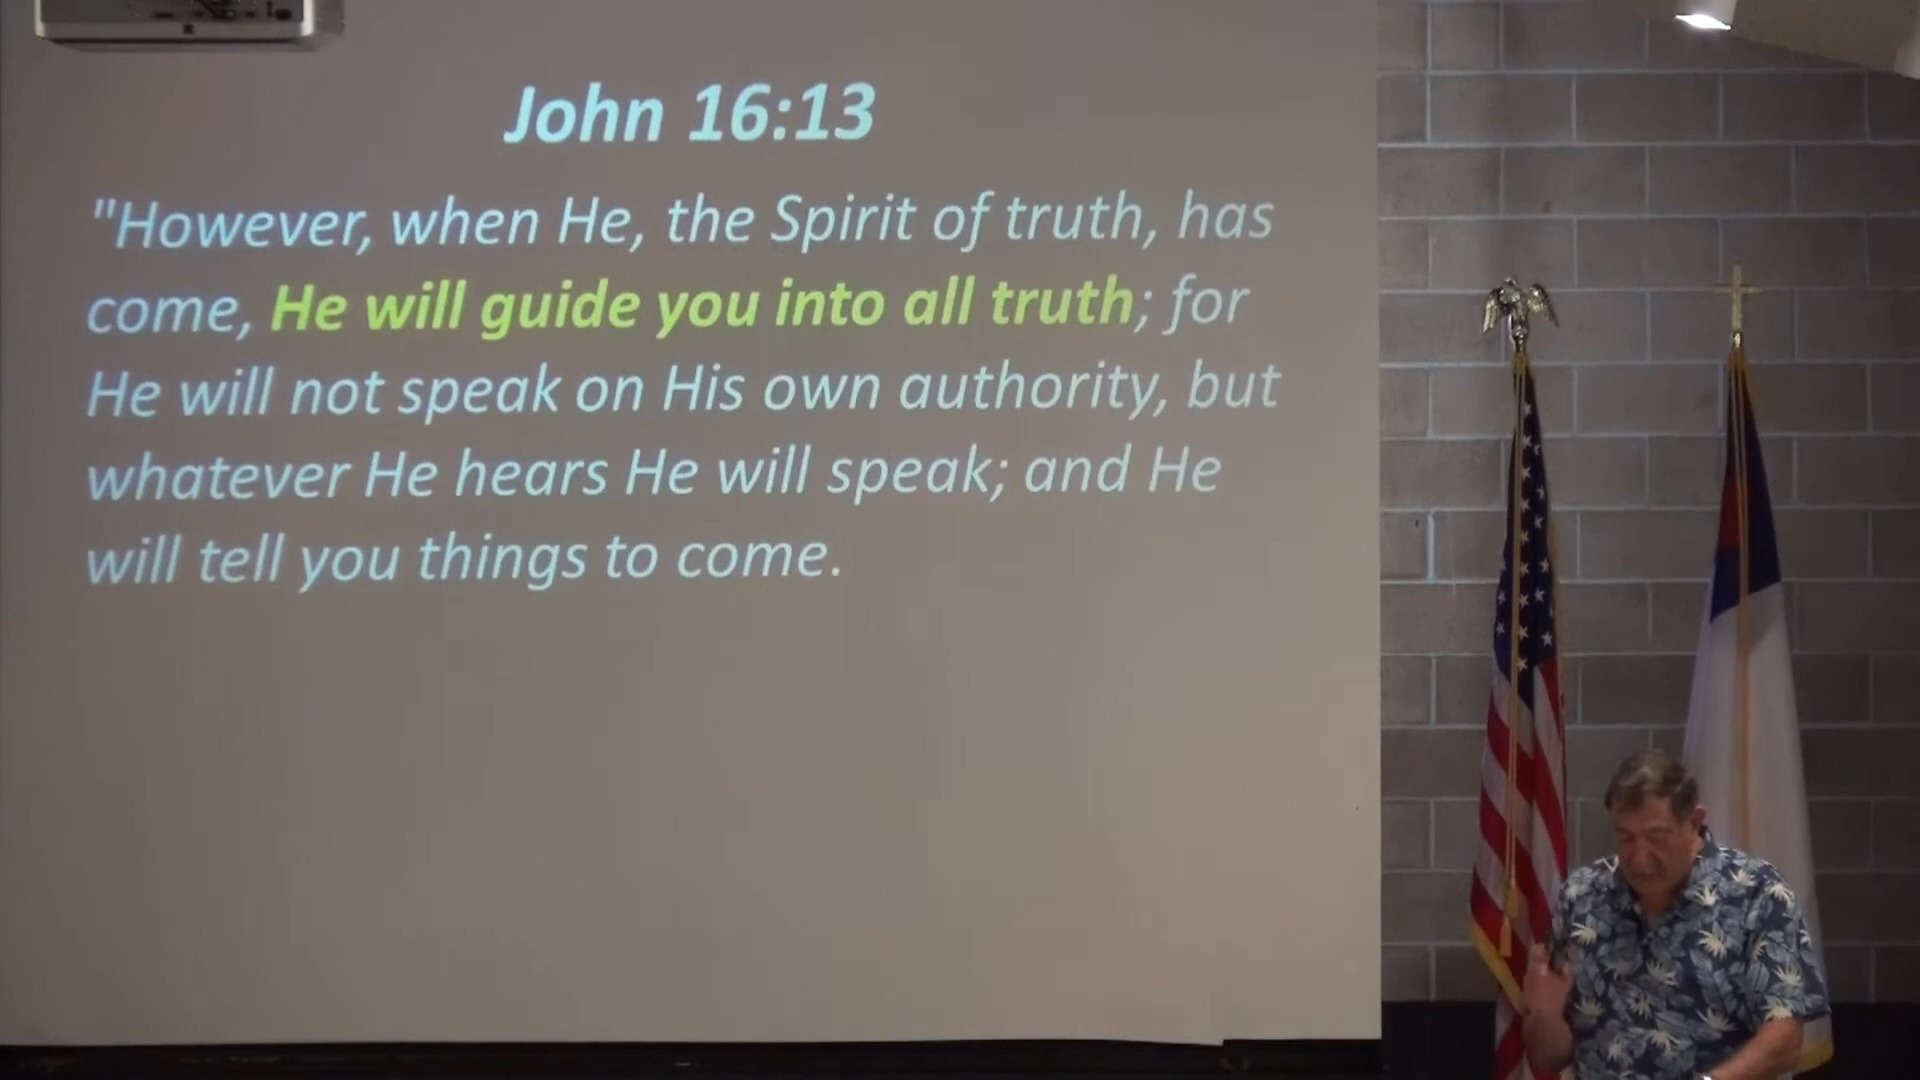 John 16:13
"However, when He, the Spirit of truth, has
come, He will guide you into all truth; for
He will not speak on His own authority, but
whatever He hears He will speak; and He
will tell you things to come.